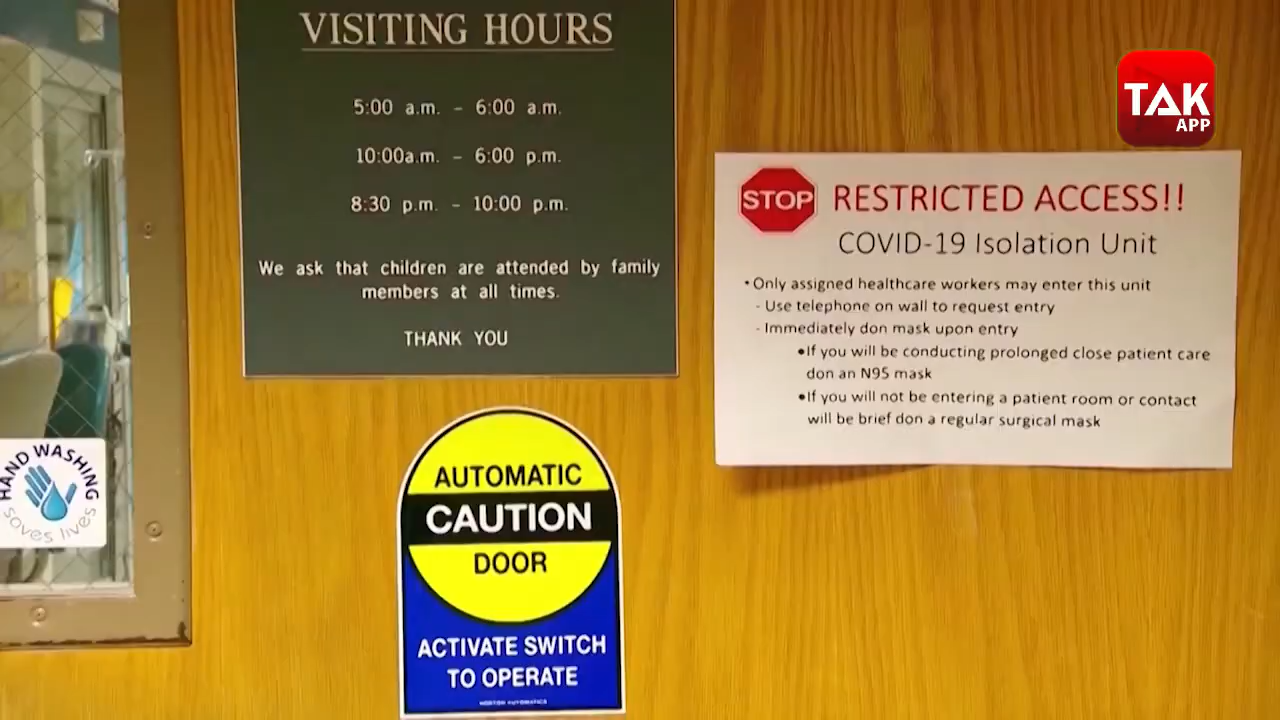 VISITING HOURS
5:00 a.m. - 6:00 a.m.
10:00a.m. - 6:00 p.m.
8:30 p.m. - 10:00 p.m.
We ask that children are attended by family
members at all times.
THANK YOU
TAK
APP
STOP
RESTRICTED ACCESS!!
COVID-19 Isolation Unit
• Only assigned healthcare workers may enter this unit
- Use telephone on wall to request entry
- Immediately don mask upon entry
•If you will be conducting prolonged close patient care
don an N95 mask
•If you will not be entering a patient room or contact
will be brief don a regular surgical mask
HAND WASHING
saves lives
AUTOMATIC
CAUTION
DOOR
ACTIVATE SWITCH
TO OPERATE